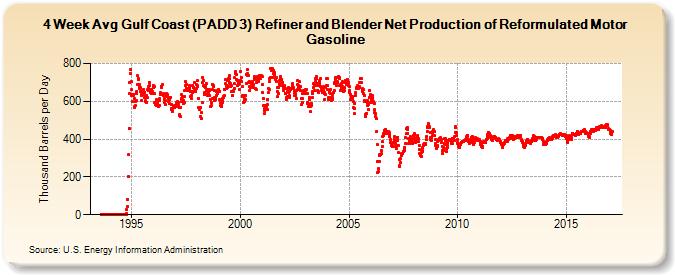 4 Week Avg Gulf Coast (PADD 3) Refiner and Blender Net Production of Reformulated Motor
Gasoline
Thousand Barrels per Day
800
600
400
200
0
1995
2000
2005
2010
2015
Source: U.S. Energy Information Administration